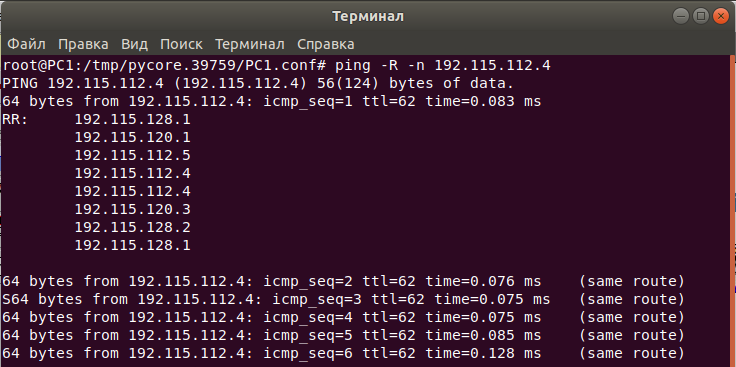 Терминал
Файл Правка Вид Поиск Терминал Справка
root@PC1:/tmp/pycore.39759/PC1.conf# ping -R -n 192.115.112.4
PING 192.115.112.4 (192.115.112.4) 56(124) bytes of data.
64 bytes from 192.115.112.4: icmp_seq=1 ttl=62 time=0.083 ms
RR: 192.115.128.1
192.115.120.1
192.115.112.5
192.115.112.4
192.115.112.4
192.115.120.3
192.115.128.2
192.115.128.1
64 bytes from 192.115.112.4: icmp_seq=2 ttl=62 time=0.076 ms (same route)
S64 bytes from 192.115.112.4: icmp_seq=3 ttl=62 time=0.075 ms (same route)
64 bytes from 192.115.112.4: icmp_seq=4 ttl=62 time=0.075 ms (same route)
64 bytes from 192.115.112.4: icmp_seq=5 ttl=62 time=0.085 ms (same route)
64 bytes from 192.115.112.4: icmp_seq=6 ttl=62 time=0.128 ms (same route)